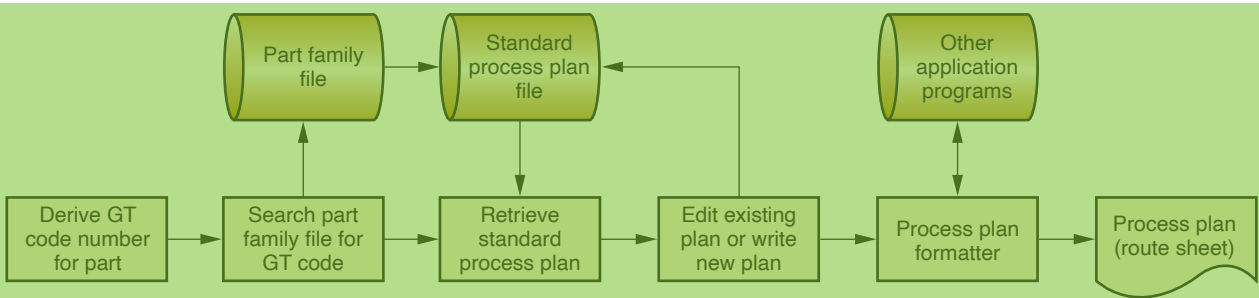 Part family
file
Standard
process plan
file
Other
application
programs
Derive GT
code number
for part
Search part
family file for
GT code
Retrieve
standard
process plan
Edit existing
plan or write
new plan
Process plan
formatter
Process plan
(route sheet)